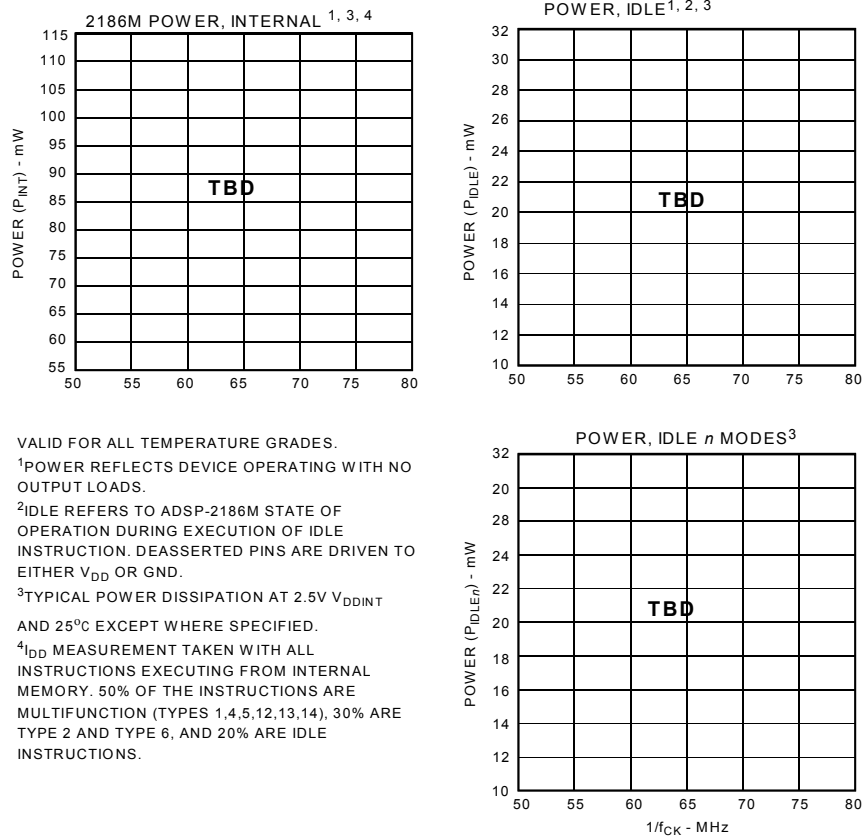 2186M POWER, INTERNAL 1, 3, 4
115
110
105
100
95
90
85
80
75
70
65
60
55
POWER (PINT) - mW
TBD
50 55 60 65 70 75 80
POWER, IDLE1, 2, 3
32
30
28
26
24
22
20
18
16
14
12
10
POWER (PIDLE) - mW
TBD
50 55 60 65 70 75 80
VALID FOR ALL TEMPERATURE GRADES.
1POWER REFLECTS DEVICE OPERATING WITH NO
OUTPUT LOADS.
2IDLE REFERS TO ADSP-2186M STATE OF
OPERATION DURING EXECUTION OF IDLE
INSTRUCTION. DEASSERTED PINS ARE DRIVEN TO
EITHER VDD OR GND.
3TYPICAL POWER DISSIPATION AT 2.5V VDDINT
AND 25oC EXCEPT WHERE SPECIFIED.
4IDD MEASUREMENT TAKEN WITH ALL
INSTRUCTIONS EXECUTING FROM INTERNAL
MEMORY. 50% OF THE INSTRUCTIONS ARE
MULTIFUNCTION (TYPES 1,4,5,12,13,14), 30% ARE
TYPE 2 AND TYPE 6, AND 20% ARE IDLE
INSTRUCTIONS.
POWER, IDLE n MODES3
32
20
28
24
22
20
18
16
14
12
10
POWER (PIDLEn) - mW
TBD
50 55 60 65 70 75 80
1/fCK - MHz